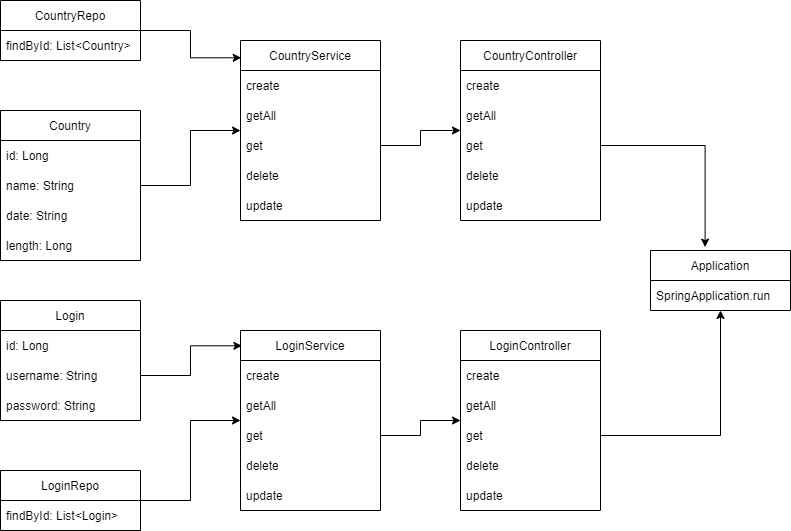 CountryRepo
findById: List<Country>
Country
id: Long
name: String
date: String
length: Long
CountryService
create
getAll
get
delete
update
CountryController
create
getAll
get
delete
update
Application
SpringApplication.run
Login
id: Long
username: String
password: String
LoginRepo
findById: List<Login>
LoginService
create
getAll
get
delete
update
LoginController
create
getAll
get
delete
update